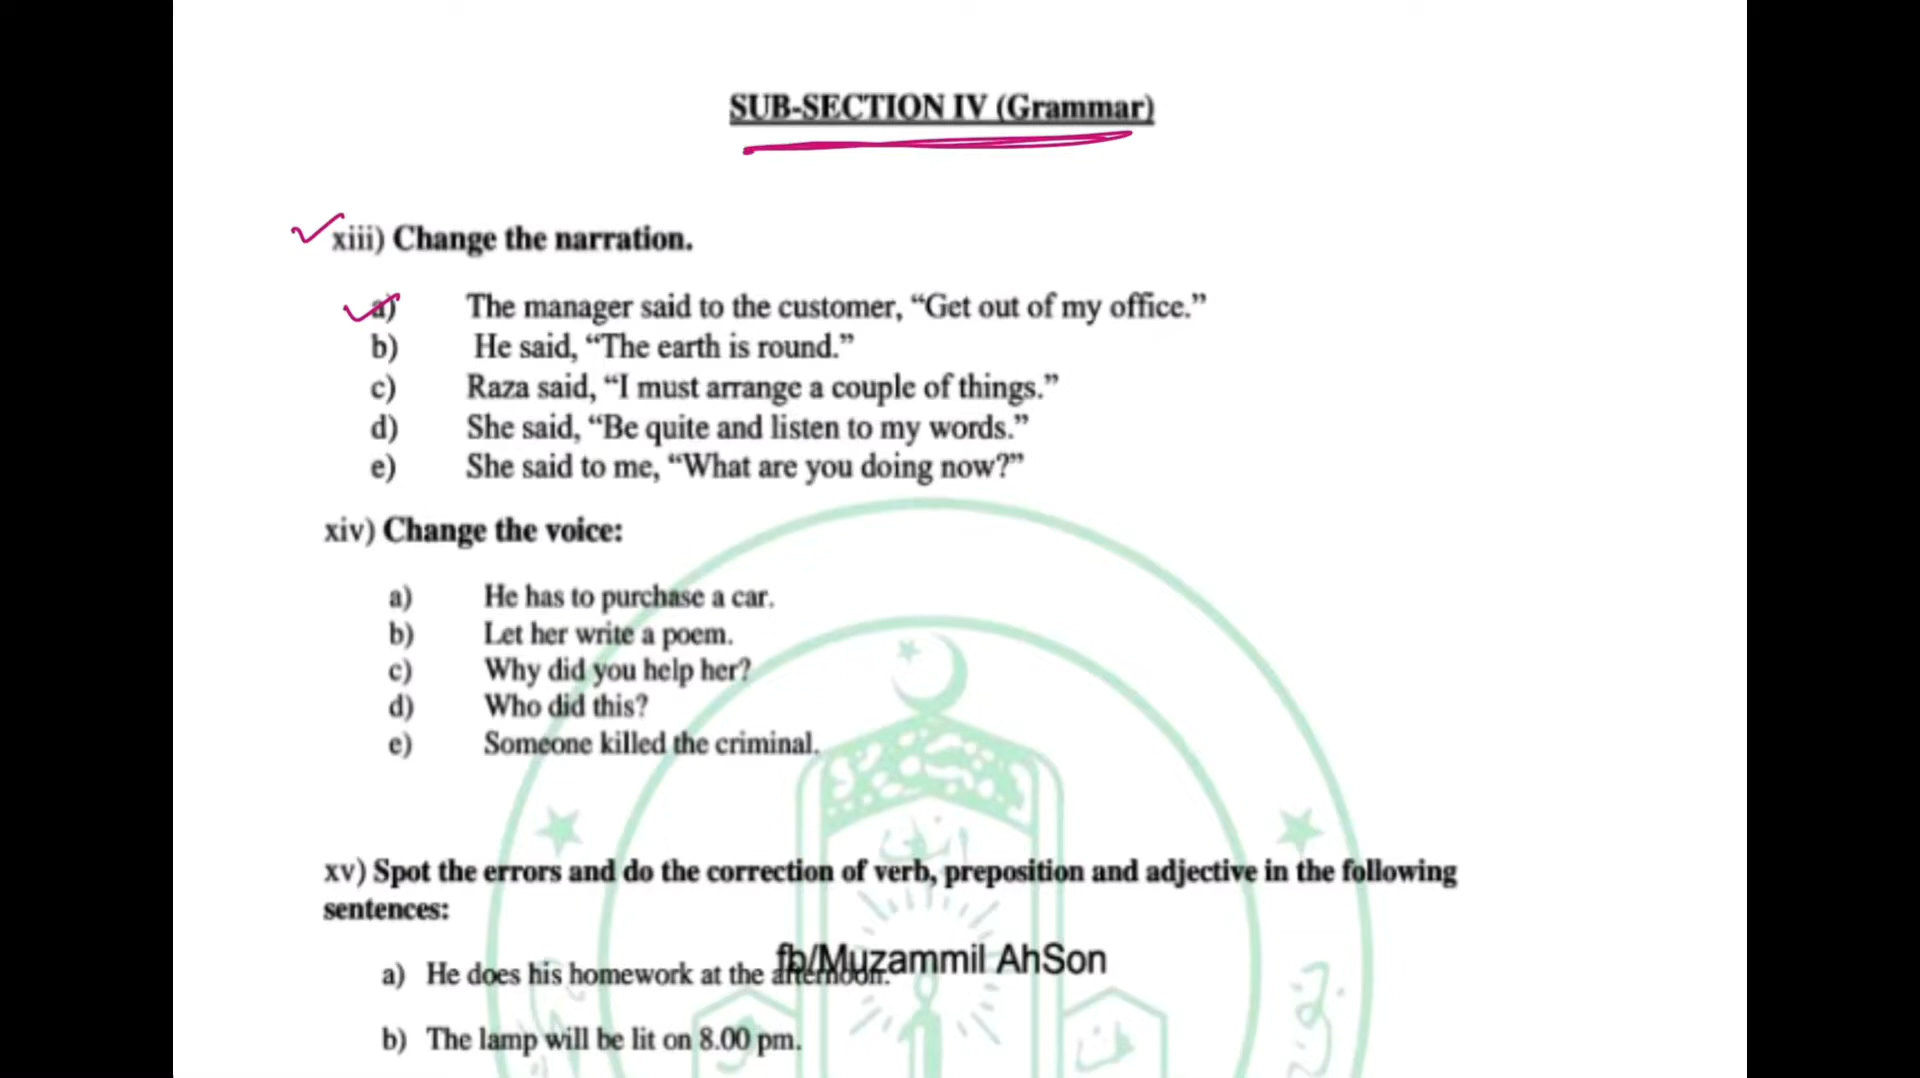 SUB-SECTION IV (Grammar)
xiii) Change the narration.
a) The manager said to the customer, “Get out of my office.”
b) He said, “The earth is round.”
c) Raza said, “I must arrange a couple of things.”
d) She said, “Be quite and listen to my words.”
e) She said to me, “What are you doing now?”
xiv) Change the voice:
a) He has to purchase a car.
b) Let her write a poem.
c) Why did you help her?
d) Who did this?
e) Someone killed the criminal.
xv) Spot the errors and do the correction of verb, preposition and adjective in the following
sentences:
fb/Muzammil AhSon
a) He does his homework at the afternoon.
b) The lamp will be lit on 8.00 pm.